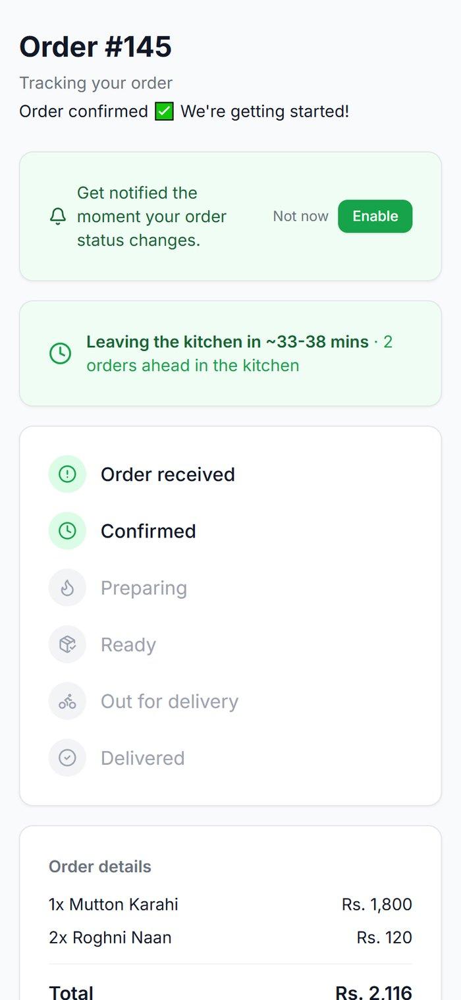 Order #145
Tracking your order
Order confirmed ✅ We're getting started!
Get notified the
moment your order
status changes.
Not now
Enable
Leaving the kitchen in ~33-38 mins · 2
orders ahead in the kitchen
Order received
Confirmed
Preparing
Ready
Out for delivery
Delivered
Order details
1x Mutton Karahi Rs. 1,800
2x Roghni Naan Rs. 120
Total Rs. 2,116